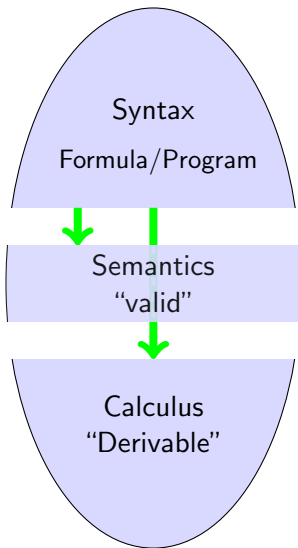 Syntax
Formula/Program
Semantics
“valid”
Calculus
“Derivable”